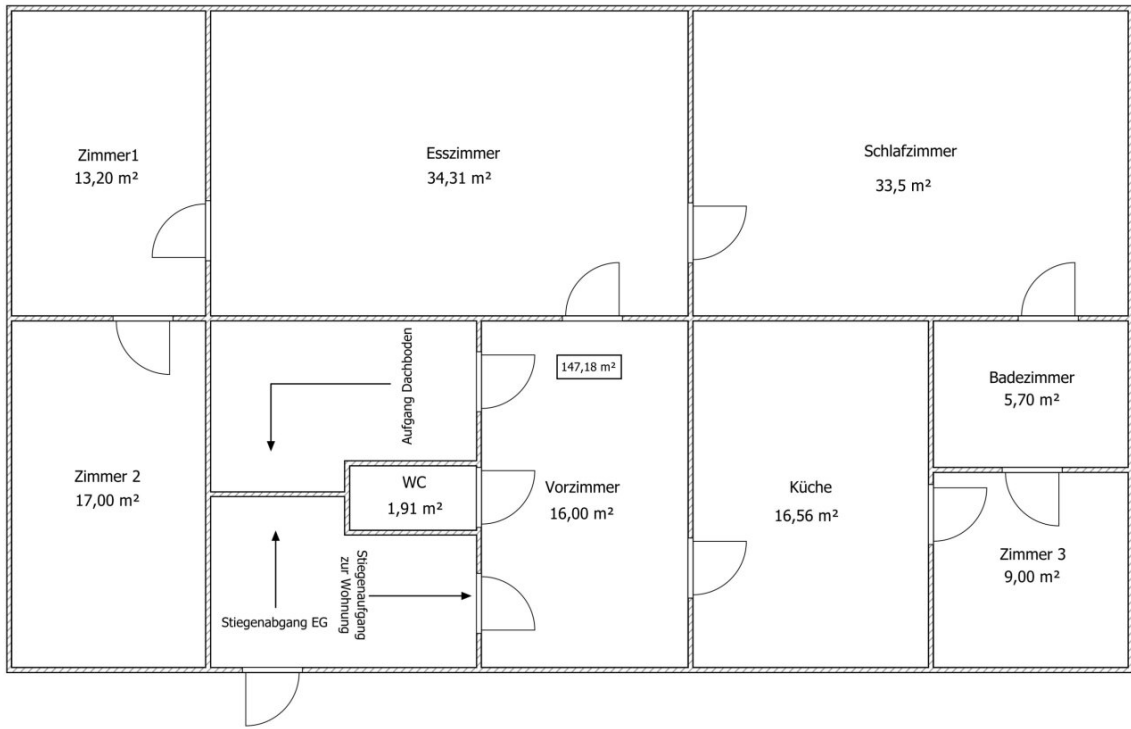 Zimmer1
13,20 m²
Esszimmer
34,31 m²
Schlafzimmer
33,5 m²
Aufgang Dachboden
147,18 m²
Badezimmer
5,70 m²
Zimmer 2
17,00 m²
WC
1,91 m²
Vorzimmer
16,00 m²
Küche
16,56 m²
Zimmer 3
9,00 m²
Stiegenabgang EG
Stiegenaufgang
zur Wohnung